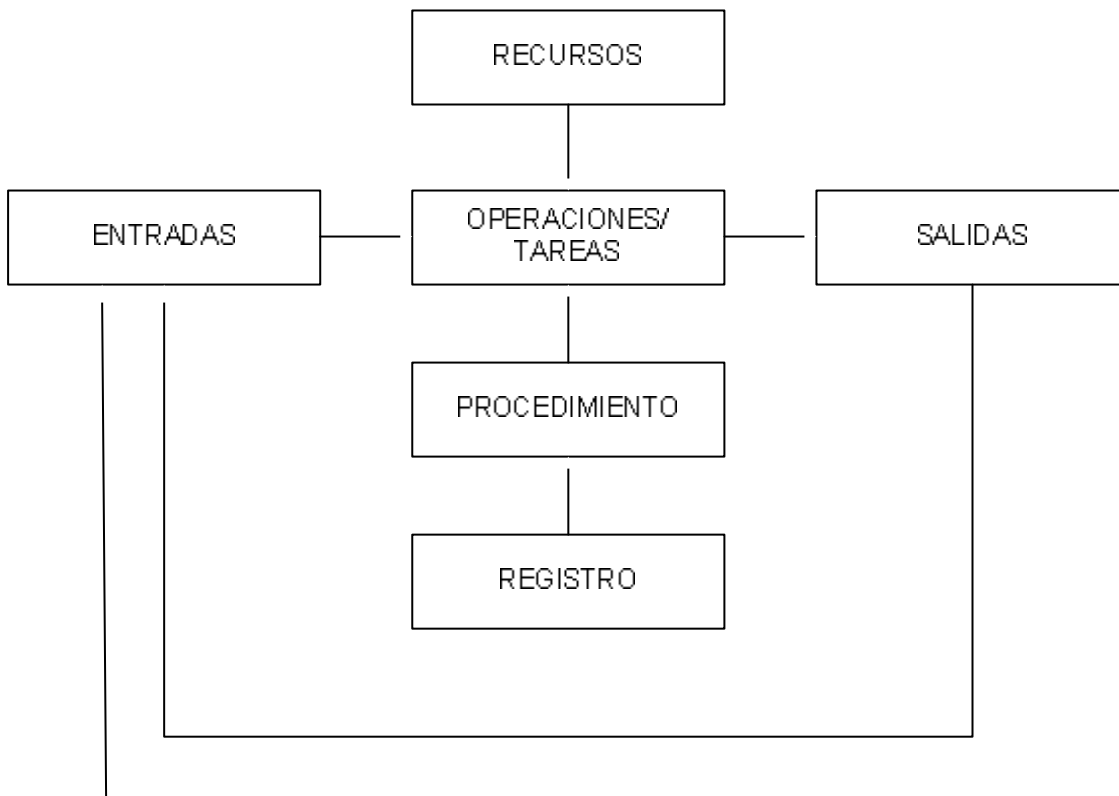 RECURSOS
ENTRADAS
OPERACIONES/
TAREAS
SALIDAS
PROCEDIMIENTO
REGISTRO